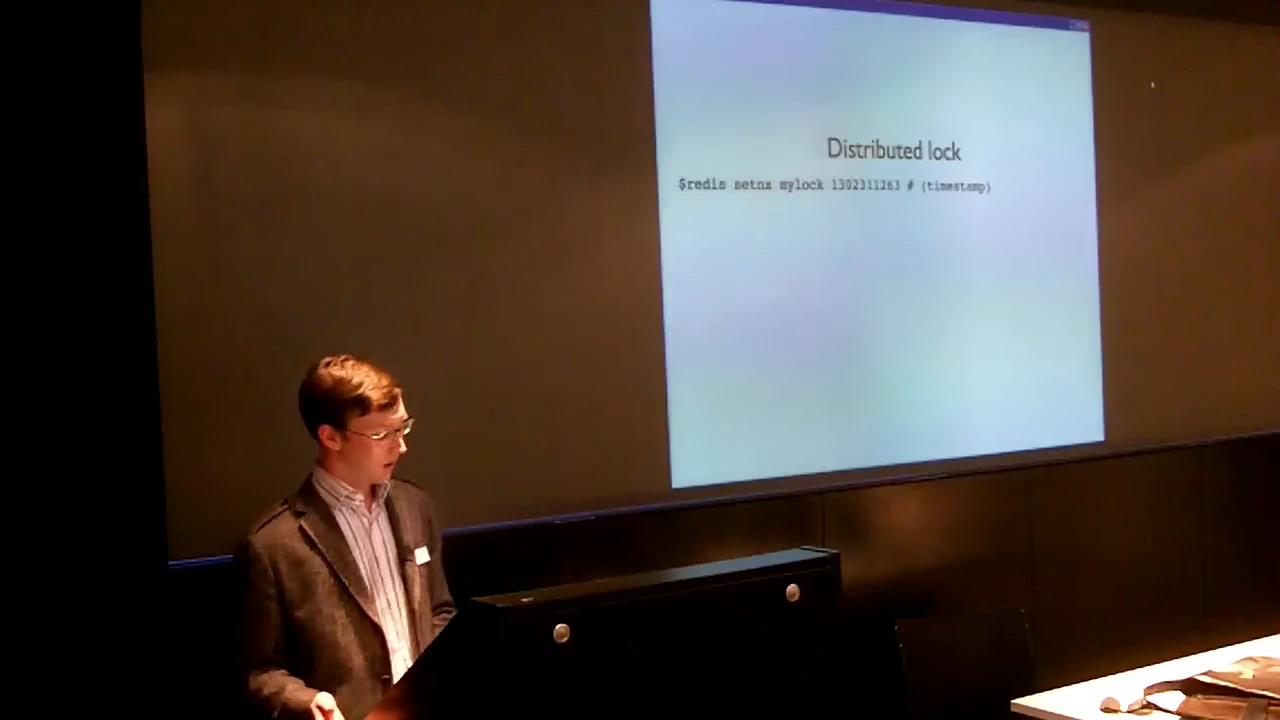 Distributed lock
$redis setnx mylock 1302311263 # (timestamp)